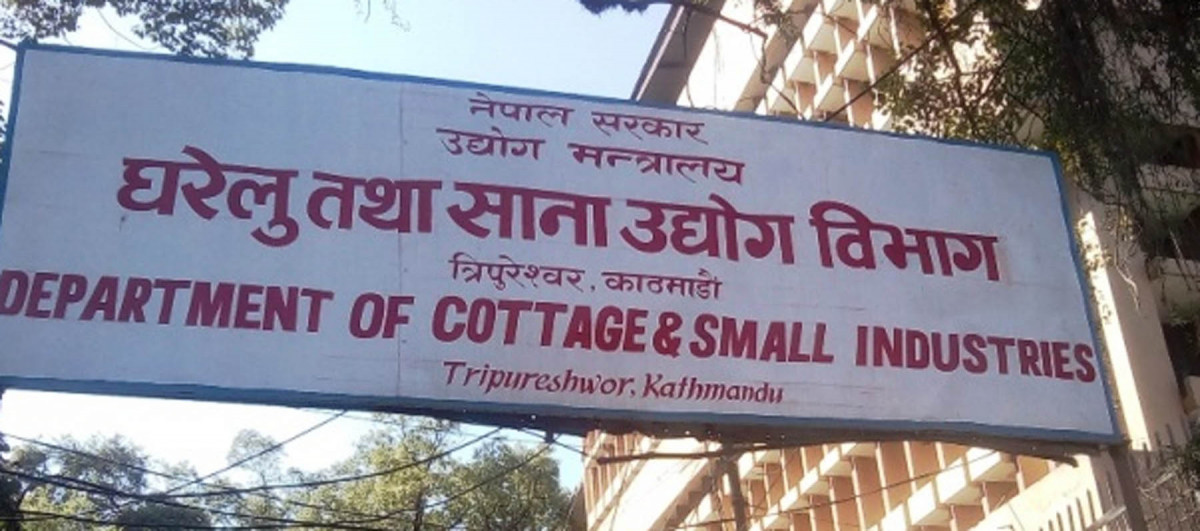 नेपाल सरकार
उद्योग मन्त्रालय
घरेलु तथा साना उद्योग विभाग
त्रिपुरेश्वर, काठमाडौं
DEPARTMENT OF COTTAGE & SMALL INDUSTRIES
Tripureshwor, Kathmandu